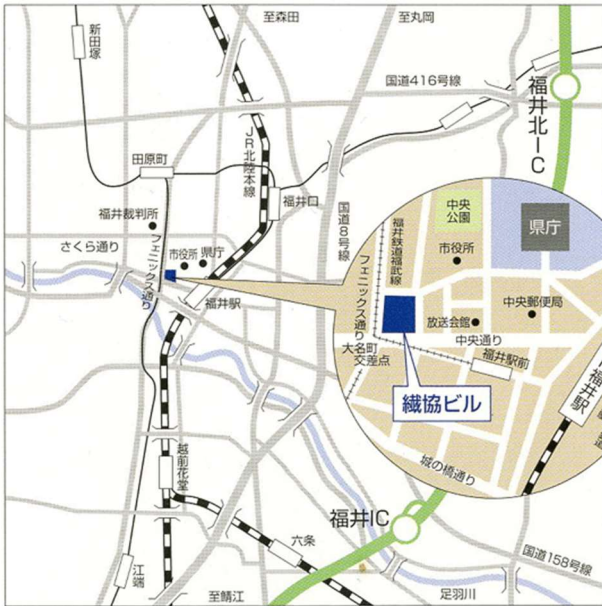 至森田
至丸岡
新田塚
国道416号線
福井北IC
田原町
JR北陸本線
福井口
国道8号線
福井裁判所
さくら通り
フェニックス通り
市役所
県庁
福井駅
中央
公園
県庁
福井鉄道福武線
市役所
フェニックス通り
中央郵便局
放送会館
中央通り
大名町
交差点
福井駅前
福井駅
繊協ビル
城の橋通り
越前花堂
福井IC
六条
国道158号線
江端
至鯖江
足羽川